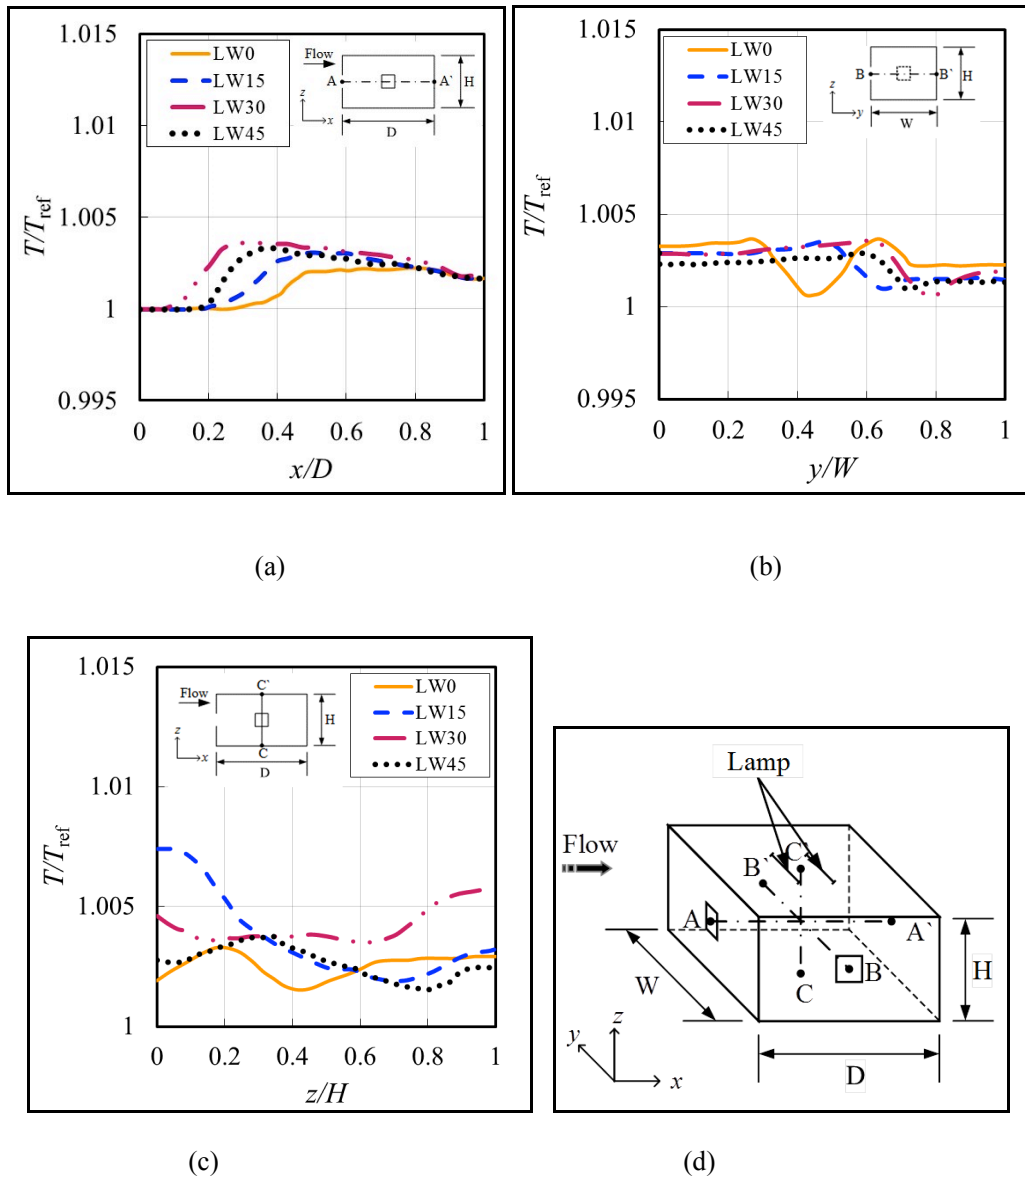 1.015
1.01
1.005
1
0.995
T/Tref
0 0.2 0.4 0.6 0.8 1
x/D
LW0
LW15
LW30
LW45
Flow
A A`
H
D
z
x
1.015
1.01
1.005
1
0.995
T/Tref
0 0.2 0.4 0.6 0.8 1
y/W
LW0
LW15
LW30
LW45
B B`
H
W
z
y
(a) (b)
1.015
1.01
1.005
1
T/Tref
0 0.2 0.4 0.6 0.8 1
z/H
Flow
C`
C
H
D
z
x
LW0
LW15
LW30
LW45
Lamp
Flow
B` C`
A A`
B
C
W
H
D
z
y
x
(c) (d)